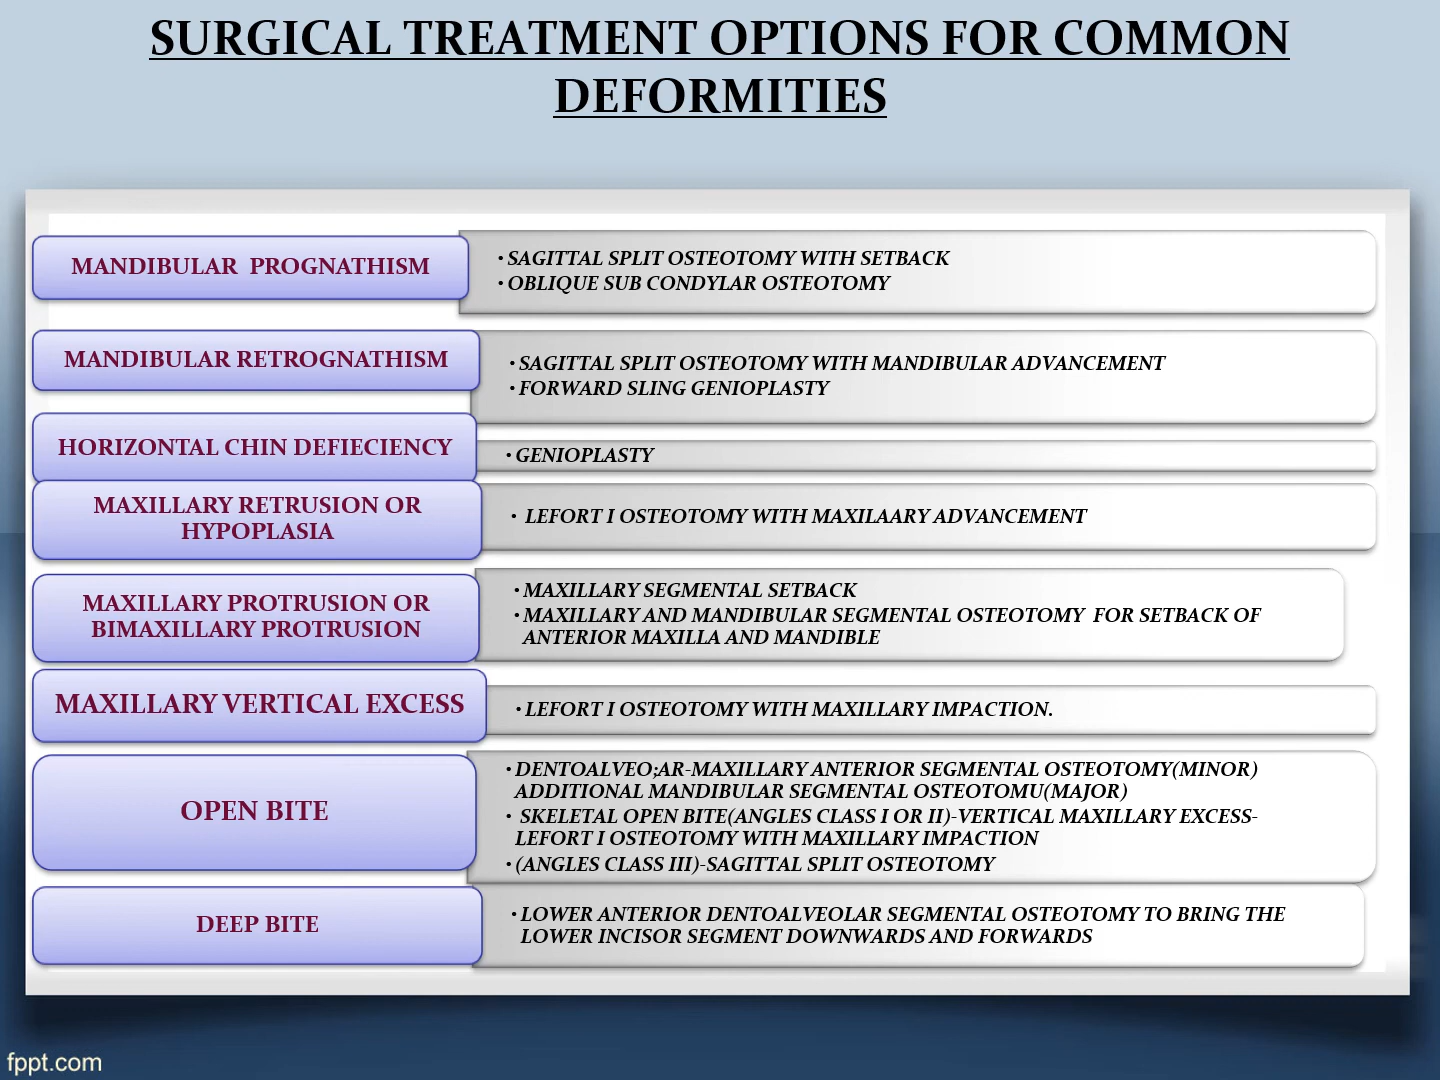 SURGICAL TREATMENT OPTIONS FOR COMMON
DEFORMITIES
MANDIBULAR PROGNATHISM
• SAGITTAL SPLIT OSTEOTOMY WITH SETBACK
• OBLIQUE SUB CONDYLAR OSTEOTOMY
MANDIBULAR RETROGNATHISM
• SAGITTAL SPLIT OSTEOTOMY WITH MANDIBULAR ADVANCEMENT
• FORWARD SLING GENIOPLASTY
HORIZONTAL CHIN DEFIECIENCY
• GENIOPLASTY
MAXILLARY RETRUSION OR
HYPOPLASIA
• LEFORT I OSTEOTOMY WITH MAXILAARY ADVANCEMENT
MAXILLARY PROTRUSION OR
BIMAXILLARY PROTRUSION
• MAXILLARY SEGMENTAL SETBACK
• MAXILLARY AND MANDIBULAR SEGMENTAL OSTEOTOMY FOR SETBACK OF
ANTERIOR MAXILLA AND MANDIBLE
MAXILLARY VERTICAL EXCESS
• LEFORT I OSTEOTOMY WITH MAXILLARY IMPACTION.
OPEN BITE
• DENTOALVEO;AR-MAXILLARY ANTERIOR SEGMENTAL OSTEOTOMY(MINOR)
ADDITIONAL MANDIBULAR SEGMENTAL OSTEOTOMU(MAJOR)
• SKELETAL OPEN BITE(ANGLES CLASS I OR II)-VERTICAL MAXILLARY EXCESS-
LEFORT I OSTEOTOMY WITH MAXILLARY IMPACTION
• (ANGLES CLASS III)-SAGITTAL SPLIT OSTEOTOMY
DEEP BITE
• LOWER ANTERIOR DENTOALVEOLAR SEGMENTAL OSTEOTOMY TO BRING THE
LOWER INCISOR SEGMENT DOWNWARDS AND FORWARDS
fppt.com